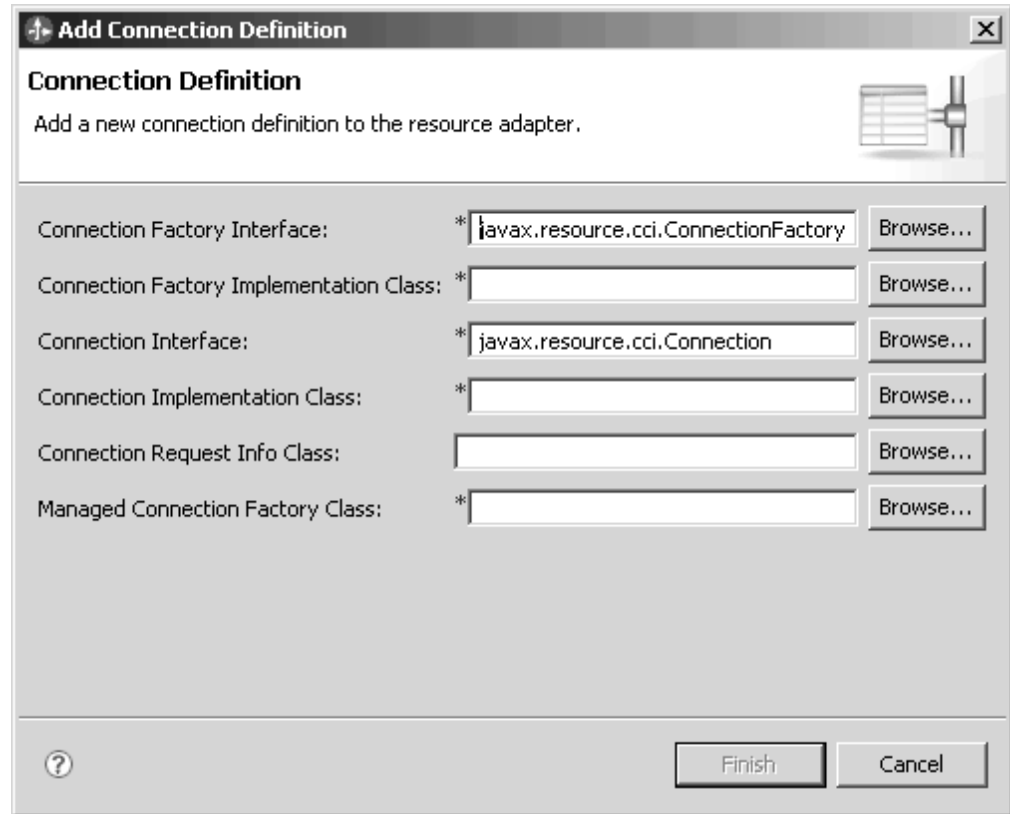 Add Connection Definition
Connection Definition
Add a new connection definition to the resource adapter.
Connection Factory Interface: * javax.resource.cci.ConnectionFactory Browse...
Connection Factory Implementation Class: * Browse...
Connection Interface: * javax.resource.cci.Connection Browse...
Connection Implementation Class: * Browse...
Connection Request Info Class: Browse...
Managed Connection Factory Class: * Browse...
? Finish Cancel